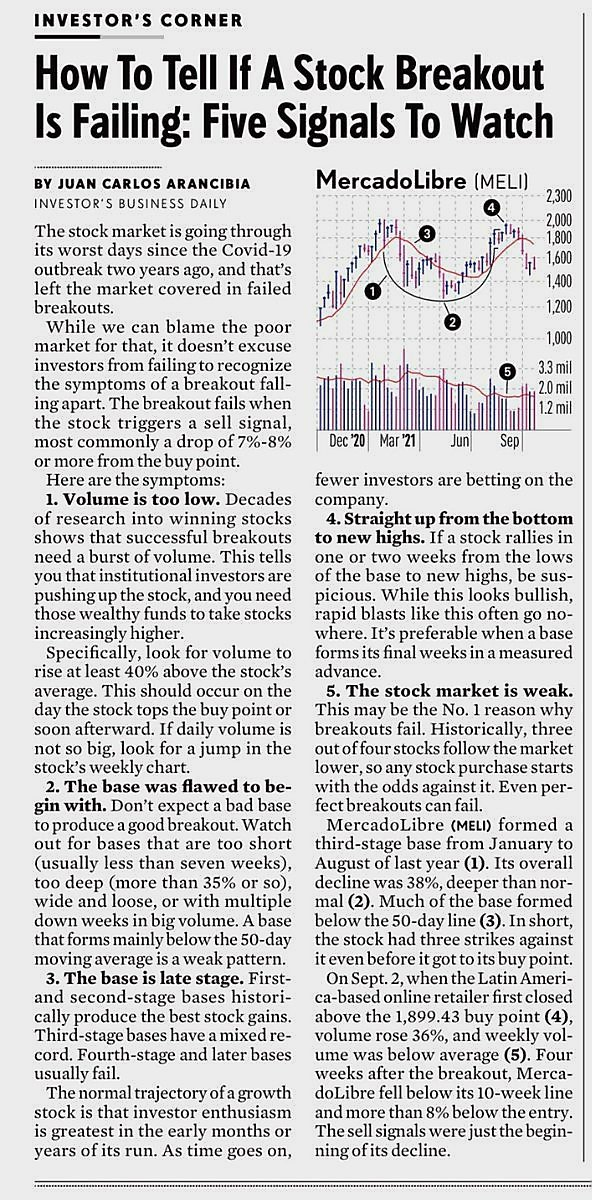 INVESTOR'S CORNER
How To Tell If A Stock Breakout
Is Failing: Five Signals To Watch
BY JUAN CARLOS ARANCIBIA
INVESTOR'S BUSINESS DAILY
The stock market is going through
its worst days since the Covid-19
outbreak two years ago, and that's
left the market covered in failed
breakouts.
While we can blame the poor
market for that, it doesn't excuse
investors from failing to recognize
the symptoms of a breakout fall-
ing apart. The breakout fails when
the stock triggers a sell signal,
most commonly a drop of 7%-8%
or more from the buy point.
Here are the symptoms:
1. Volume is too low. Decades
of research into winning stocks
shows that successful breakouts
need a burst of volume. This tells
you that institutional investors are
pushing up the stock, and you need
those wealthy funds to take stocks
increasingly higher.
Specifically, look for volume to
rise at least 40% above the stock's
average. This should occur on the
day the stock tops the buy point or
soon afterward. If daily volume is
not so big, look for a jump in the
stock's weekly chart.
2. The base was flawed to be-
gin with. Don't expect a bad base
to produce a good breakout. Watch
out for bases that are too short
(usually less than seven weeks),
too deep (more than 35% or so),
wide and loose, or with multiple
down weeks in big volume. A base
that forms mainly below the 50-day
moving average is a weak pattern.
3. The base is late stage. First-
and second-stage bases histori-
cally produce the best stock gains.
Third-stage bases have a mixed re-
cord. Fourth-stage and later bases
usually fail.
The normal trajectory of a growth
stock is that investor enthusiasm
is greatest in the early months or
years of its run. As time goes on,
MercadoLibre (MELI)
2,300
2,000
1,800
1,600
1,400
1,200
1,000
3.3 mil
2.0 mil
1.2 mil
4
3
1
2
5
Dec '20 Mar '21 Jun Sep
fewer investors are betting on the
company.
4. Straight up from the bottom
to new highs. If a stock rallies in
one or two weeks from the lows
of the base to new highs, be sus-
picious. While this looks bullish,
rapid blasts like this often go no-
where. It's preferable when a base
forms its final weeks in a measured
advance.
5. The stock market is weak.
This may be the No. 1 reason why
breakouts fail. Historically, three
out of four stocks follow the market
lower, so any stock purchase starts
with the odds against it. Even per-
fect breakouts can fail.
MercadoLibre (MELI) formed a
third-stage base from January to
August of last year (1). Its overall
decline was 38%, deeper than nor-
mal (2). Much of the base formed
below the 50-day line (3). In short,
the stock had three strikes against
it even before it got to its buy point.
On Sept. 2, when the Latin Ameri-
ca-based online retailer first closed
above the 1,899.43 buy point (4),
volume rose 36%, and weekly vol-
ume was below average (5). Four
weeks after the breakout, Merca-
doLibre fell below its 10-week line
and more than 8% below the entry.
The sell signals were just the begin-
ning of its decline.